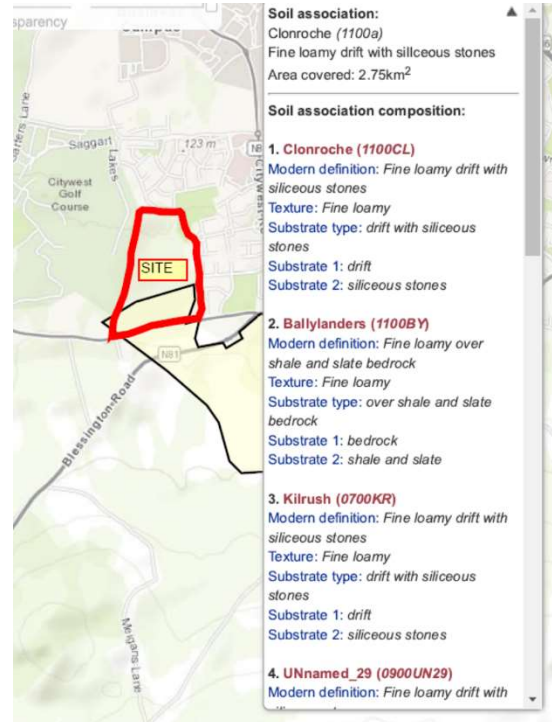 Saggart
Lakes
123 m
Citywest
Golf
Course
SITE
N81
Blessington-Road
Meigans Lane
Soil association:
Clonroche (1100a)
Fine loamy drift with sillceous stones
Area covered: 2.75km2
Soil association composition:
1. Clonroche (1100CL)
Modern definition: Fine loamy drift with
siliceous stones
Texture: Fine loamy
Substrate type: drift with siliceous
stones
Substrate 1: drift
Substrate 2: siliceous stones
2. Ballylanders (1100BY)
Modern definition: Fine loamy over
shale and slate bedrock
Texture: Fine loamy
Substrate type: over shale and slate
bedrock
Substrate 1: bedrock
Substrate 2: shale and slate
3. Kilrush (0700KR)
Modern definition: Fine loamy drift with
siliceous stones
Texture: Fine loamy
Substrate type: drift with siliceous
stones
Substrate 1: drift
Substrate 2: siliceous stones
4. UNnamed_29 (0900UN29)
Modern definition: Fine loamy drift with